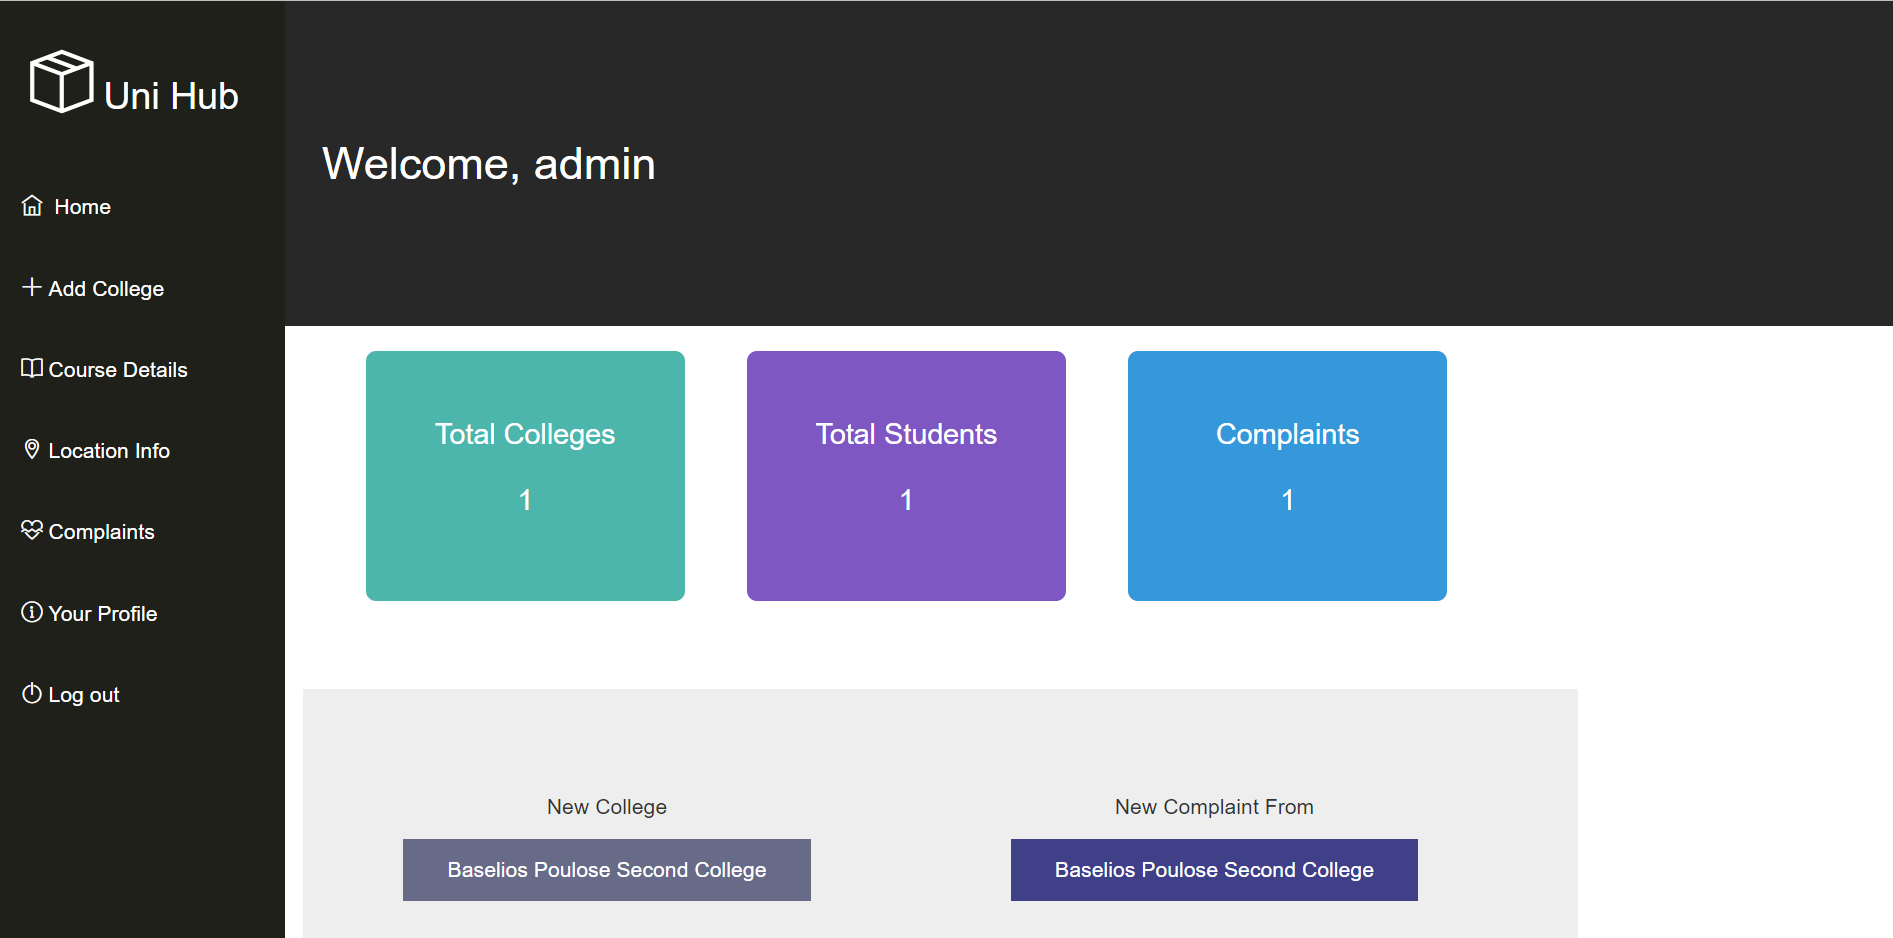 Uni Hub
Home
Add College
Course Details
Location Info
Complaints
Your Profile
Log out
Welcome, admin
Total Colleges
1
Total Students
1
Complaints
1
New College
Baselios Poulose Second College
New Complaint From
Baselios Poulose Second College